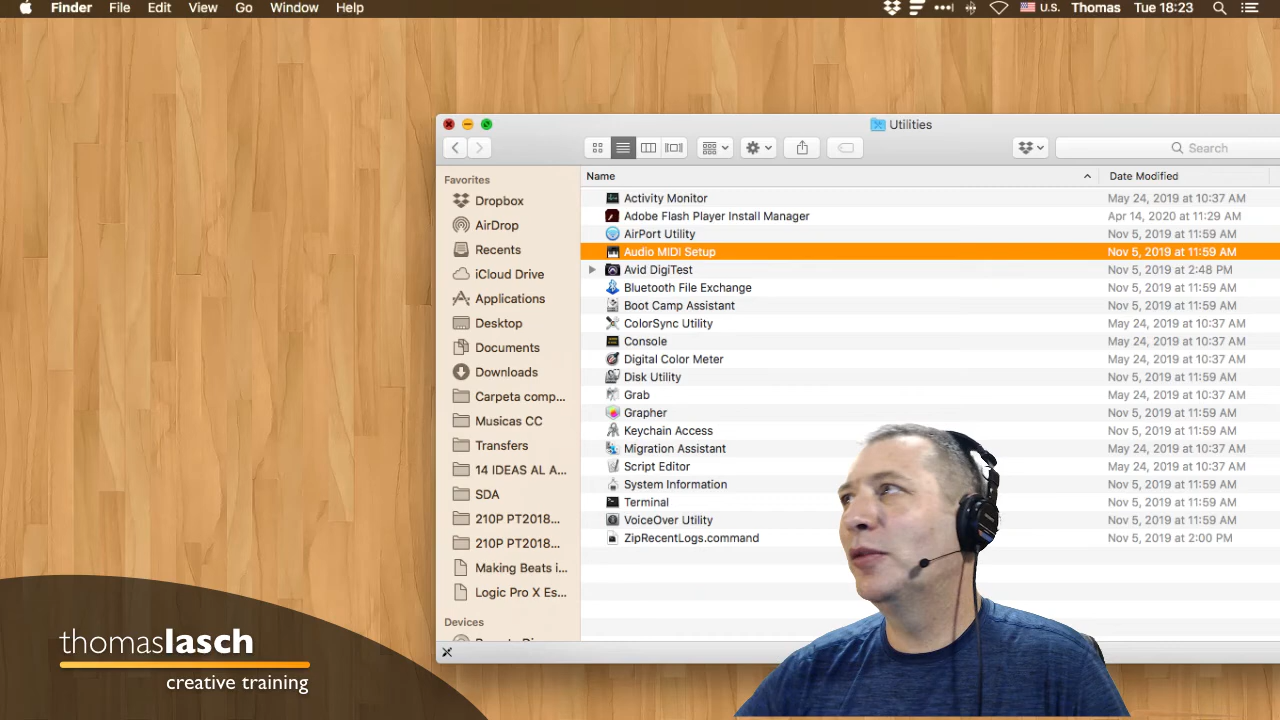 Finder File Edit View Go Window Help U.S. Thomas Tue 18:23
Utilities
Search
Favorites
Dropbox
AirDrop
Recents
iCloud Drive
Applications
Desktop
Documents
Downloads
Carpeta comp...
Musicas CC
Transfers
14 IDEAS AL A...
SDA
210P PT2018...
210P PT2018...
Making Beats i...
Logic Pro X Es...
Devices
Name Date Modified
Activity Monitor May 24, 2019 at 10:37 AM
Adobe Flash Player Install Manager Apr 14, 2020 at 11:29 AM
AirPort Utility Nov 5, 2019 at 11:59 AM
Audio MIDI Setup Nov 5, 2019 at 11:59 AM
Avid DigiTest Nov 5, 2019 at 2:48 PM
Bluetooth File Exchange Nov 5, 2019 at 11:59 AM
Boot Camp Assistant Nov 5, 2019 at 11:59 AM
ColorSync Utility May 24, 2019 at 10:37 AM
Console May 24, 2019 at 10:37 AM
Digital Color Meter May 24, 2019 at 10:37 AM
Disk Utility Nov 5, 2019 at 11:59 AM
Grab May 24, 2019 at 10:37 AM
Grapher Nov 5, 2019 at 11:59 AM
Keychain Access Nov 5, 2019 at 11:59 AM
Migration Assistant May 24, 2019 at 10:37 AM
Script Editor May 24, 2019 at 10:37 AM
System Information Nov 5, 2019 at 11:59 AM
Terminal Nov 5, 2019 at 11:59 AM
VoiceOver Utility Nov 5, 2019 at 11:59 AM
ZipRecentLogs.command Nov 5, 2019 at 2:00 PM
thomaslasch
creative training